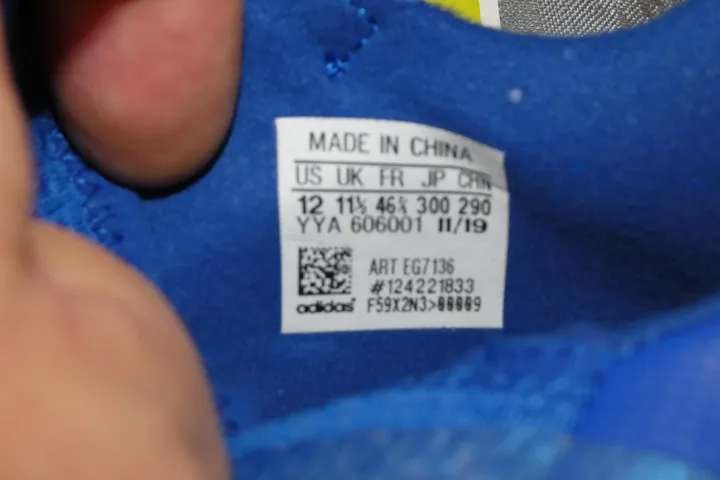 MADE IN CHINA
US UK FR JP CHN
12 11½ 46⅔ 300 290
YYA 606001 11/19
ART EG7136
#124221833
adidas F59X2N3>00009